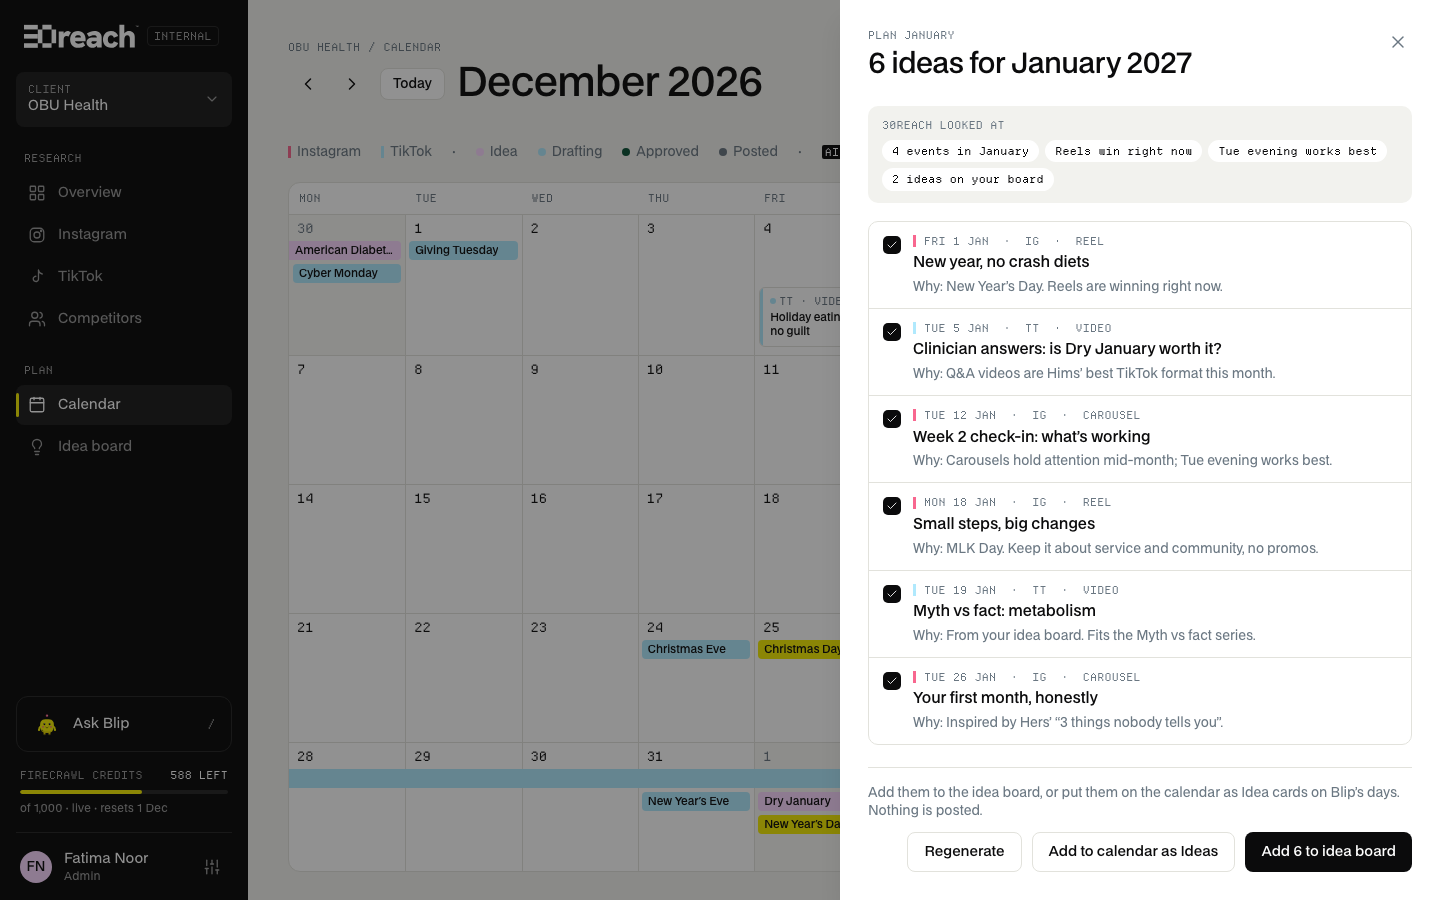 30reach INTERNAL
CLIENT
OBU Health
RESEARCH
Overview
Instagram
TikTok
Competitors
PLAN
Calendar
Idea board
Ask Blip /
FIRECRAWL CREDITS 588 LEFT
of 1,000 · live · resets 1 Dec
FN
Fatima Noor
Admin
OBU HEALTH / CALENDAR
Today
December 2026
Instagram TikTok · Idea Drafting Approved Posted · AI
MON TUE WED THU FRI
30 1 2 3 4
American Diabet... Giving Tuesday
Cyber Monday
TT · VIDE
Holiday eatin
no guilt
7 8 9 10 11
14 15 16 17 18
21 22 23 24 25
Christmas Eve Christmas Day
28 29 30 31 1
New Year's Eve Dry January
New Year's Da
PLAN JANUARY
6 ideas for January 2027
30REACH LOOKED AT
4 events in January Reels win right now Tue evening works best
2 ideas on your board
FRI 1 JAN · IG · REEL
New year, no crash diets
Why: New Year's Day. Reels are winning right now.
TUE 5 JAN · TT · VIDEO
Clinician answers: is Dry January worth it?
Why: Q&A videos are Hims' best TikTok format this month.
TUE 12 JAN · IG · CAROUSEL
Week 2 check-in: what's working
Why: Carousels hold attention mid-month; Tue evening works best.
MON 18 JAN · IG · REEL
Small steps, big changes
Why: MLK Day. Keep it about service and community, no promos.
TUE 19 JAN · TT · VIDEO
Myth vs fact: metabolism
Why: From your idea board. Fits the Myth vs fact series.
TUE 26 JAN · IG · CAROUSEL
Your first month, honestly
Why: Inspired by Hers' “3 things nobody tells you”.
Add them to the idea board, or put them on the calendar as Idea cards on Blip's days.
Nothing is posted.
Regenerate Add to calendar as Ideas Add 6 to idea board